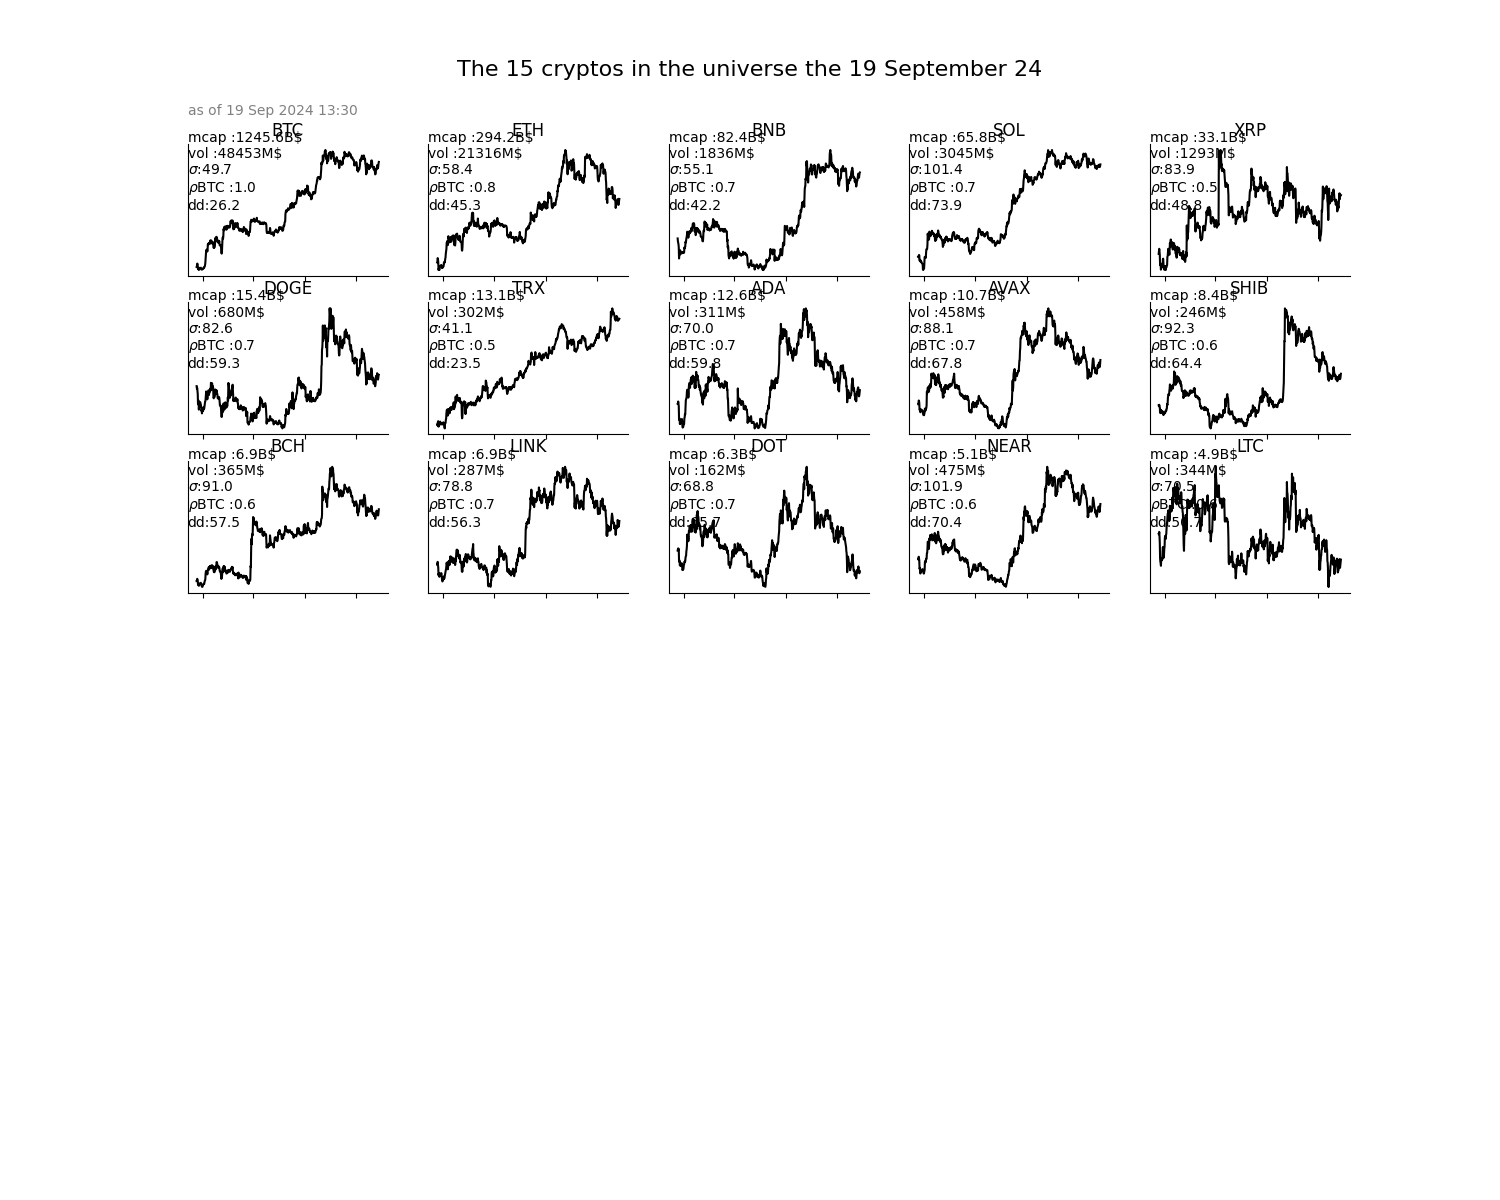 The 15 cryptos in the universe the 19 September 24
as of 19 Sep 2024 13:30
BTC
mcap :1245.6B$
vol :48453M$
σ:49.7
ρBTC :1.0
dd:26.2
ETH
mcap :294.2B$
vol :21316M$
σ:58.4
ρBTC :0.8
dd:45.3
BNB
mcap :82.4B$
vol :1836M$
σ:55.1
ρBTC :0.7
dd:42.2
SOL
mcap :65.8B$
vol :3045M$
σ:101.4
ρBTC :0.7
dd:73.9
XRP
mcap :33.1B$
vol :1293M$
σ:83.9
ρBTC :0.5
dd:48.8
DOGE
mcap :15.4B$
vol :680M$
σ:82.6
ρBTC :0.7
dd:59.3
TRX
mcap :13.1B$
vol :302M$
σ:41.1
ρBTC :0.5
dd:23.5
ADA
mcap :12.6B$
vol :311M$
σ:70.0
ρBTC :0.7
dd:59.8
AVAX
mcap :10.7B$
vol :458M$
σ:88.1
ρBTC :0.7
dd:67.8
SHIB
mcap :8.4B$
vol :246M$
σ:92.3
ρBTC :0.6
dd:64.4
BCH
mcap :6.9B$
vol :365M$
σ:91.0
ρBTC :0.6
dd:57.5
LINK
mcap :6.9B$
vol :287M$
σ:78.8
ρBTC :0.7
dd:56.3
DOT
mcap :6.3B$
vol :162M$
σ:68.8
ρBTC :0.7
NEAR
mcap :5.1B$
vol :475M$
σ:101.9
ρBTC :0.6
dd:70.4
LTC
mcap :4.9B$
vol :344M$